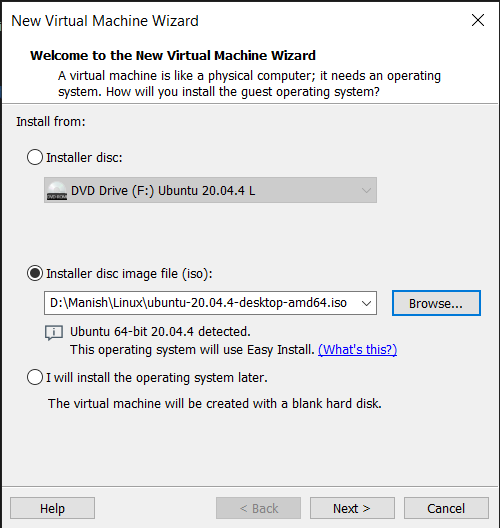 New Virtual Machine Wizard
Welcome to the New Virtual Machine Wizard
A virtual machine is like a physical computer; it needs an operating
system. How will you install the guest operating system?
Install from:
Installer disc:
DVD Drive (F:) Ubuntu 20.04.4 L
Installer disc image file (iso):
D:\Manish\Linux\ubuntu-20.04.4-desktop-amd64.iso
Browse...
Ubuntu 64-bit 20.04.4 detected.
This operating system will use Easy Install. (What's this?)
I will install the operating system later.
The virtual machine will be created with a blank hard disk.
Help
< Back
Next >
Cancel